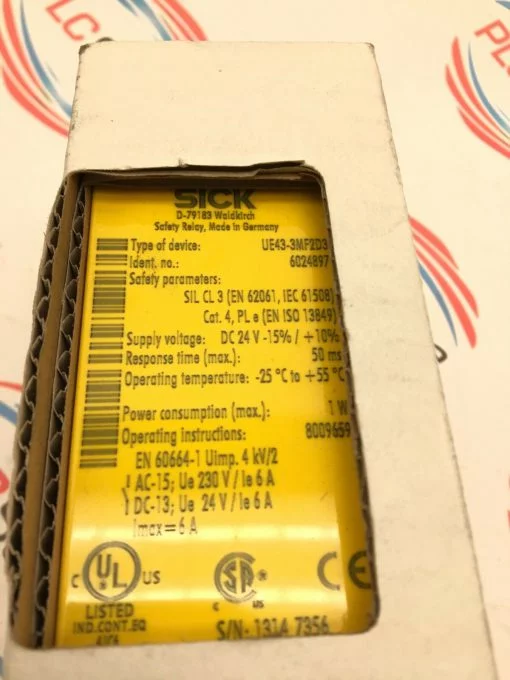 PLC
PLC
SICK
D-79183 Waldkirch
Safety Relay, Made in Germany
Type of device: UE43-3MF2D3
Ident. no.: 6024897
Safety parameters:
SIL CL 3 (EN 62061, IEC 61508)
Cat. 4, PL e (EN ISO 13849)
Supply voltage: DC 24 V -15% / +10%
Response time (max.): 50 ms
Operating temperature: -25 °C to +55 °C
Power consumption (max.): 1 W
Operating instructions: 8009659
EN 60664-1 Uimp. 4 kV/2
AC-15; Ue 230 V / Ie 6 A
DC-13; Ue 24 V / Ie 6 A
Imax = 6 A
C UL US
LISTED
IND.CONT.EQ
SA
C US
CE
S/N: 1314 7356